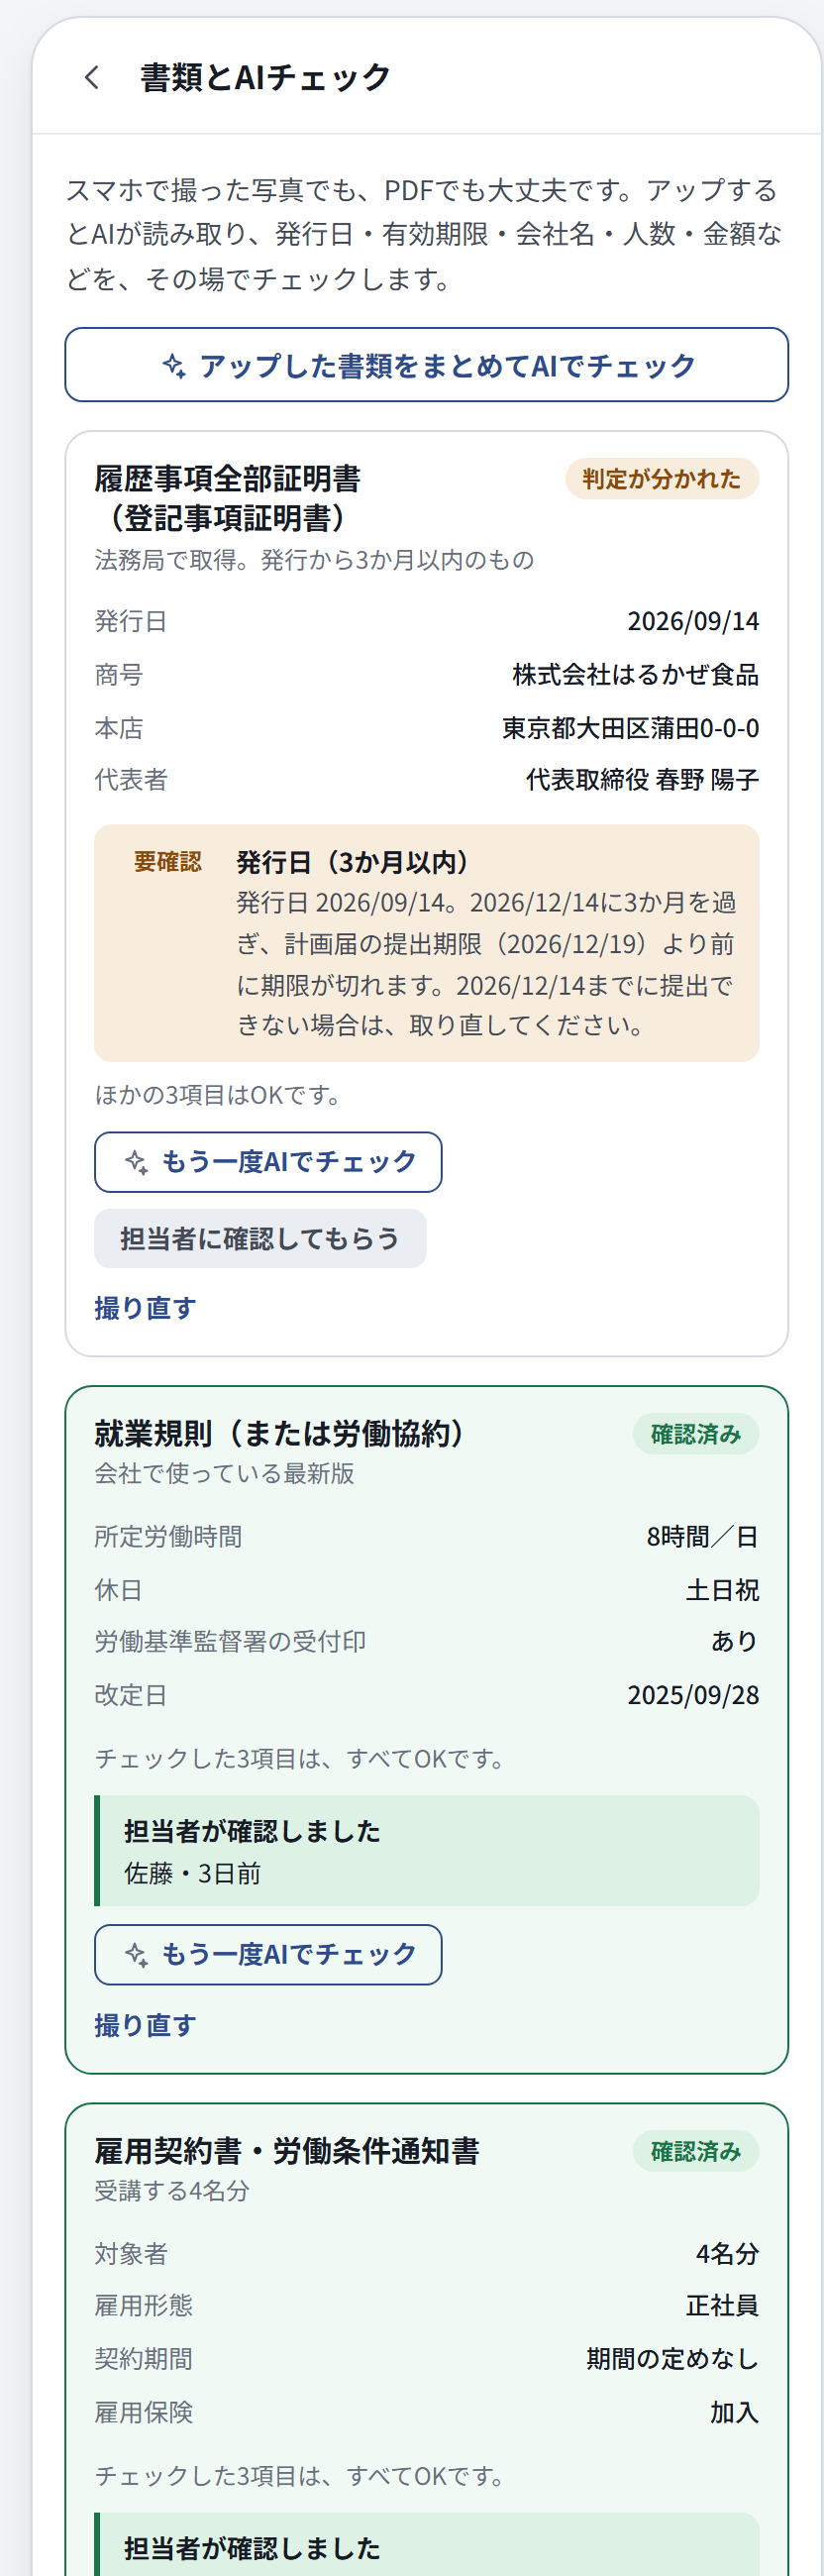 書類とAIチェック
スマホで撮った写真でも、PDFでも大丈夫です。アップする
とAIが読み取り、発行日・有効期限・会社名・人数・金額な
どを、その場でチェックします。
アップした書類をまとめてAIでチェック
履歴事項全部証明書
（登記事項証明書）
判定が分かれた
法務局で取得。発行から3か月以内のもの
発行日 2026/09/14
商号 株式会社はるかぜ食品
本店 東京都大田区蒲田0-0-0
代表者 代表取締役 春野 陽子
要確認 発行日（3か月以内）
発行日 2026/09/14。2026/12/14に3か月を過
ぎ、計画届の提出期限（2026/12/19）より前
に期限が切れます。2026/12/14までに提出で
きない場合は、取り直してください。
ほかの3項目はOKです。
もう一度AIでチェック
担当者に確認してもらう
撮り直す
就業規則（または労働協約） 確認済み
会社で使っている最新版
所定労働時間 8時間／日
休日 土日祝
労働基準監督署の受付印 あり
改定日 2025/09/28
チェックした3項目は、すべてOKです。
担当者が確認しました
佐藤・3日前
もう一度AIでチェック
撮り直す
雇用契約書・労働条件通知書 確認済み
受講する4名分
対象者 4名分
雇用形態 正社員
契約期間 期間の定めなし
雇用保険 加入
チェックした3項目は、すべてOKです。
担当者が確認しました